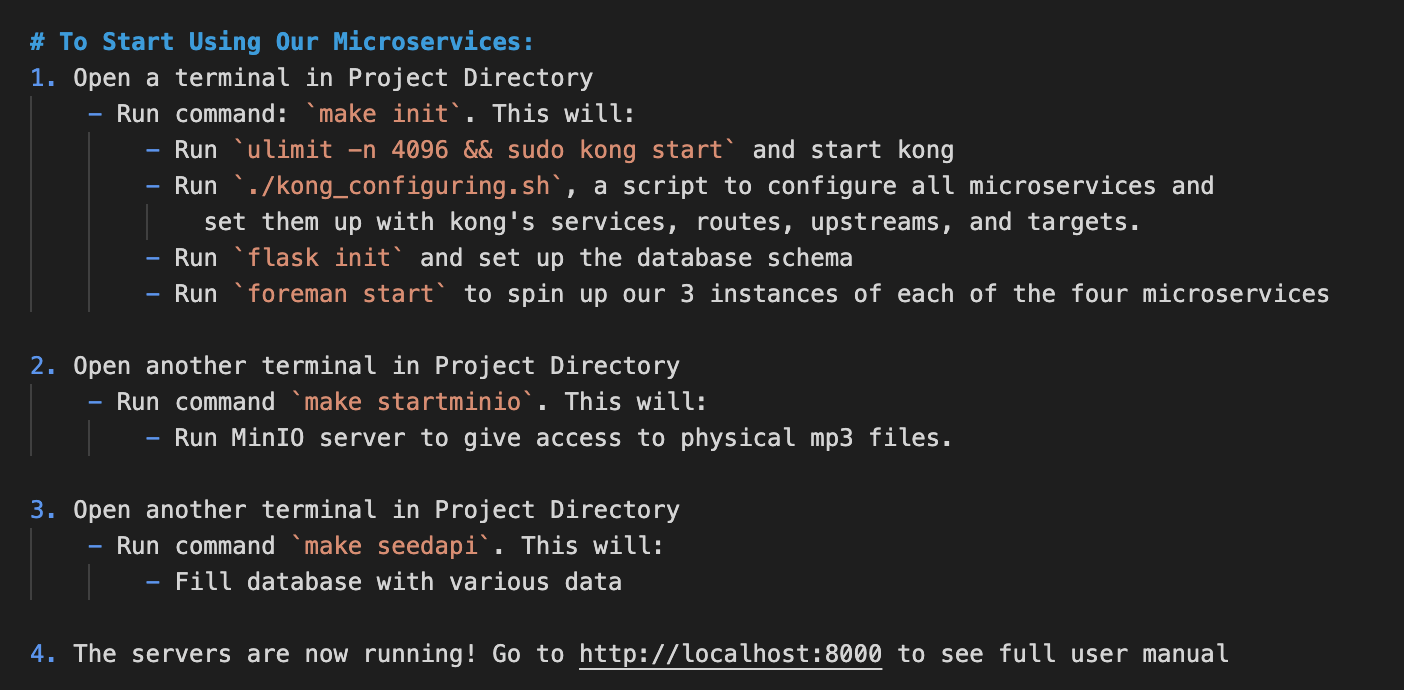 # To Start Using Our Microservices:
1. Open a terminal in Project Directory
– Run command: `make init`. This will:
– Run `ulimit –n 4096 && sudo kong start` and start kong
– Run `./kong_configuring.sh`, a script to configure all microservices and
set them up with kong's services, routes, upstreams, and targets.
– Run `flask init` and set up the database schema
– Run `foreman start` to spin up our 3 instances of each of the four microservices
2. Open another terminal in Project Directory
– Run command `make startminio`. This will:
– Run MinIO server to give access to physical mp3 files.
3. Open another terminal in Project Directory
– Run command `make seedapi`. This will:
– Fill database with various data
4. The servers are now running! Go to http://localhost:8000 to see full user manual